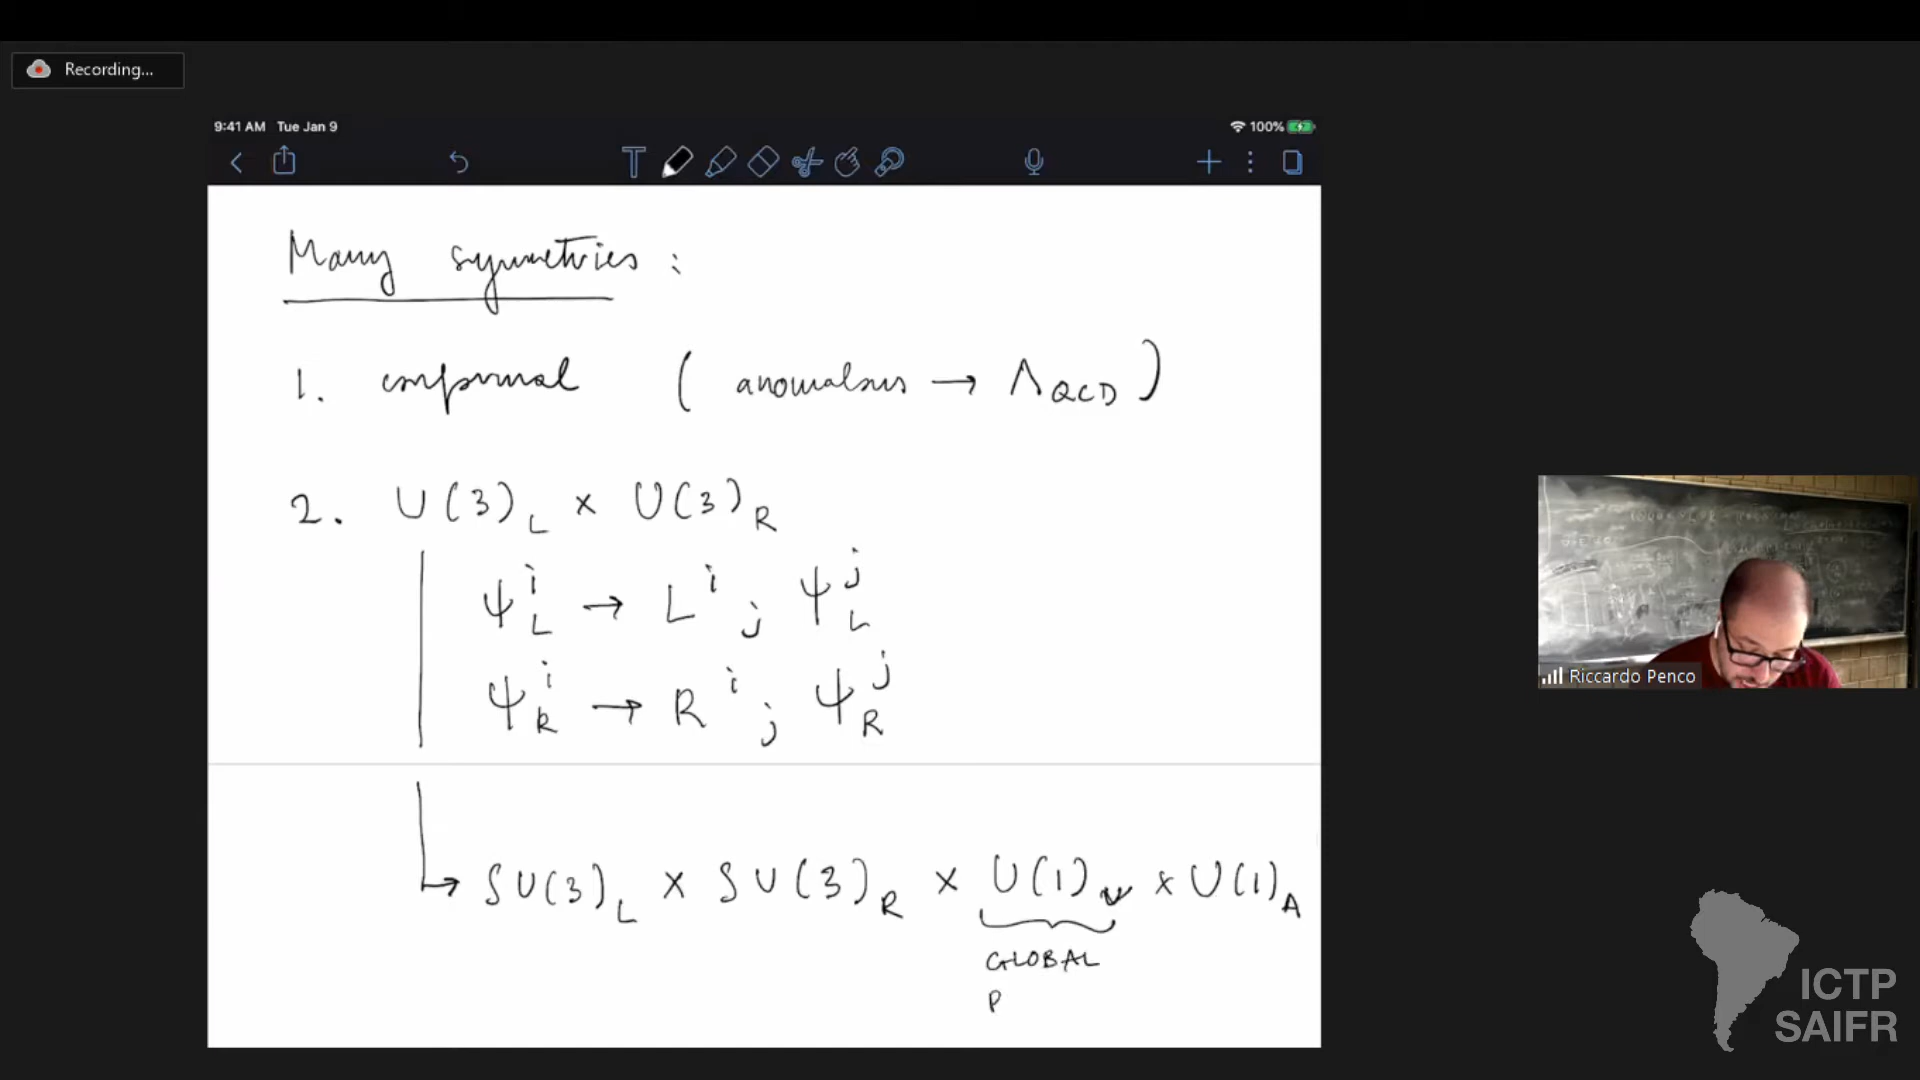 Recording...
9:41 AM Tue Jan 9
100%
Many symmetries :
1. conformal ( anomalous → Λ_QCD )
2. U(3)_L × U(3)_R
ψ^i_L → L^i_j ψ^j_L
ψ^i_R → R^i_j ψ^j_R
↳ SU(3)_L × SU(3)_R × U(1)_V × U(1)_A
GLOBAL
P
Riccardo Penco
ICTP
SAIFR